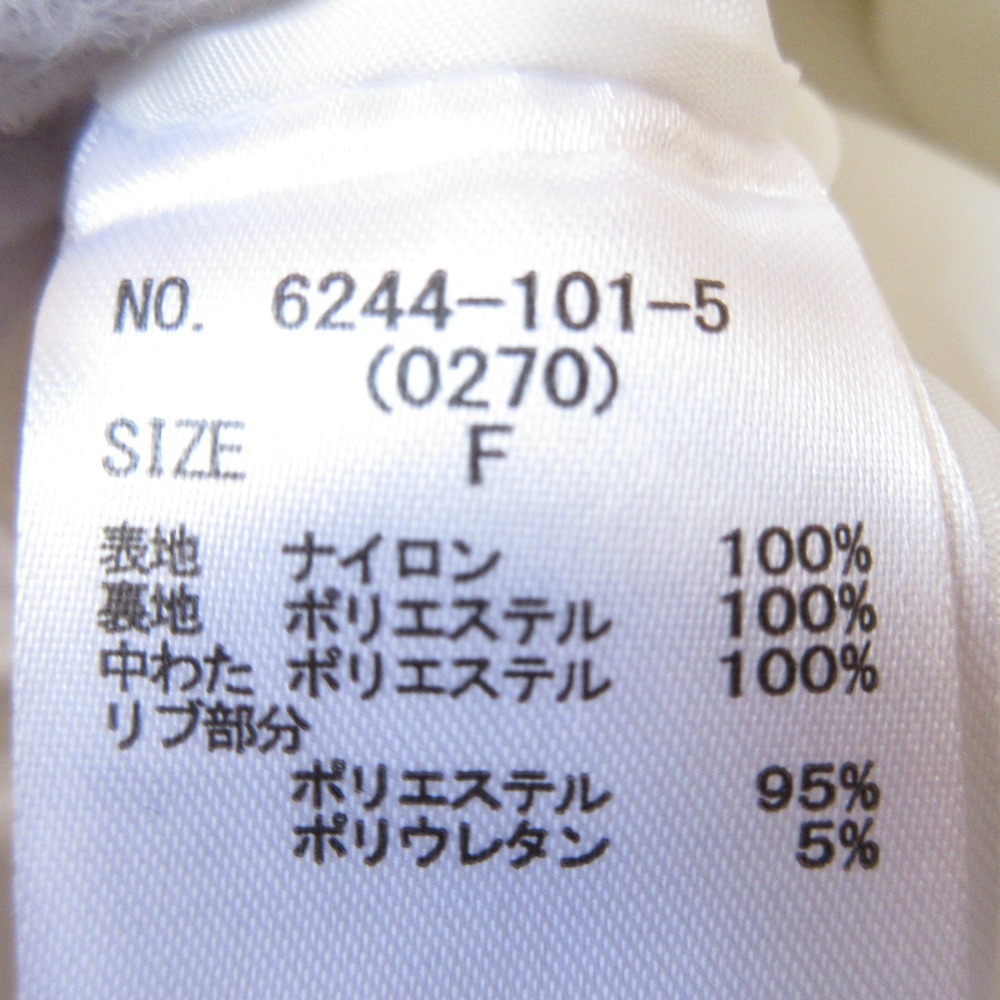 NO. 6244-101-5
(0270)
SIZE F
表地 ナイロン 100%
裏地 ポリエステル 100%
中わた ポリエステル 100%
リブ部分
ポリエステル 95%
ポリウレタン 5%